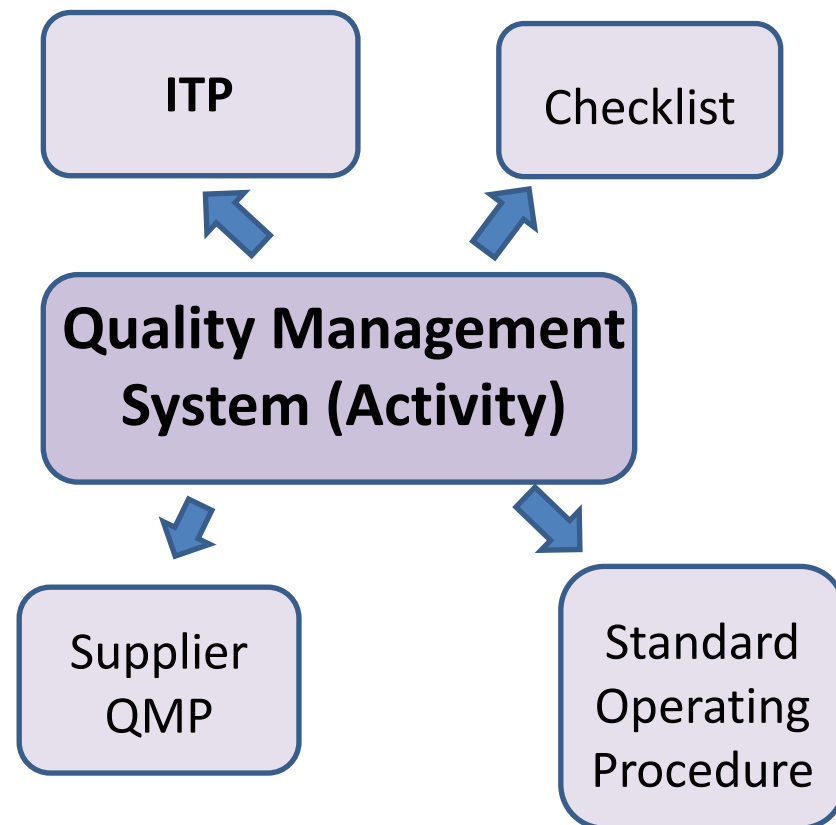 ITP
Checklist
Quality Management
System (Activity)
Supplier
QMP
Standard
Operating
Procedure